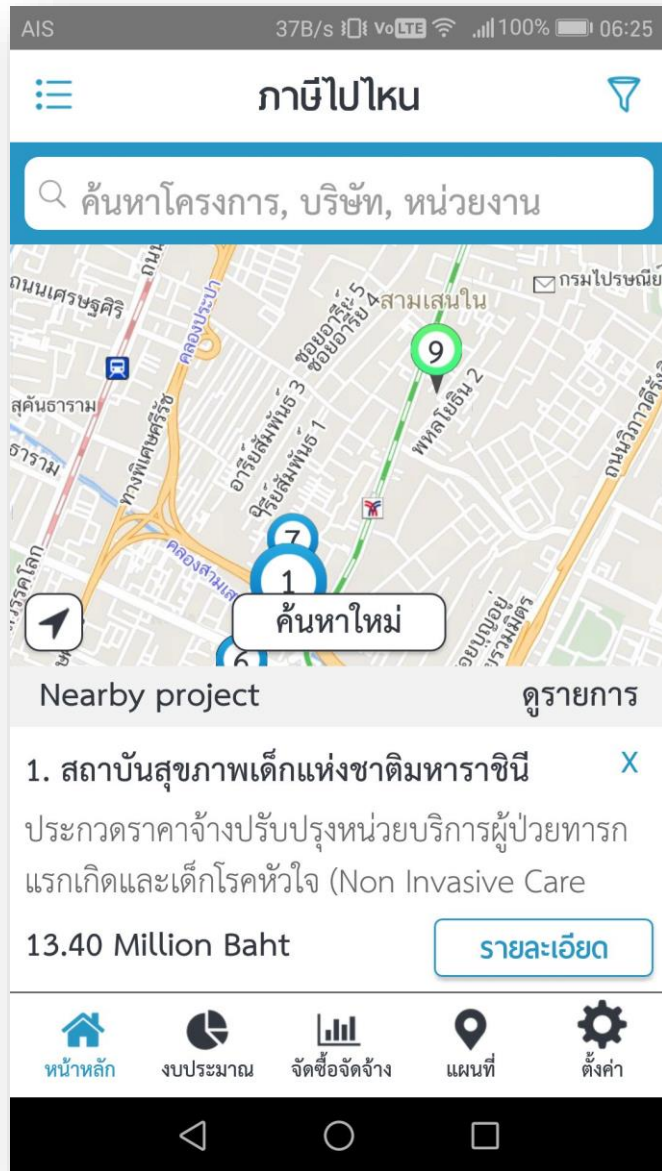 AIS 37B/s VoLTE 100% 06:25
ภาษีไปไหน
ค้นหาโครงการ, บริษัท, หน่วยงาน
ถนนเศรษฐศิริ
คลองประปา
ซอยอารีย์ 5
ซอยอารีย์ 4
สามเสนใน
กรมไปรษณีย
9
สุคันธาราม
ทางพิเศษศรีรัช
อารีย์สัมพันธ์ 3
พหลโยธิน 2
ถนนวิภาวดีรังสิ
7
คลองสามเส
1
ค้นหาใหม่
6
Nearby project ดูรายการ
1. สถาบันสุขภาพเด็กแห่งชาติมหาราชินี X
ประกวดราคาจ้างปรับปรุงหน่วยบริการผู้ป่วยทารก
แรกเกิดและเด็กโรคหัวใจ (Non Invasive Care
13.40 Million Baht รายละเอียด
หน้าหลัก งบประมาณ จัดซื้อจัดจ้าง แผนที่ ตั้งค่า